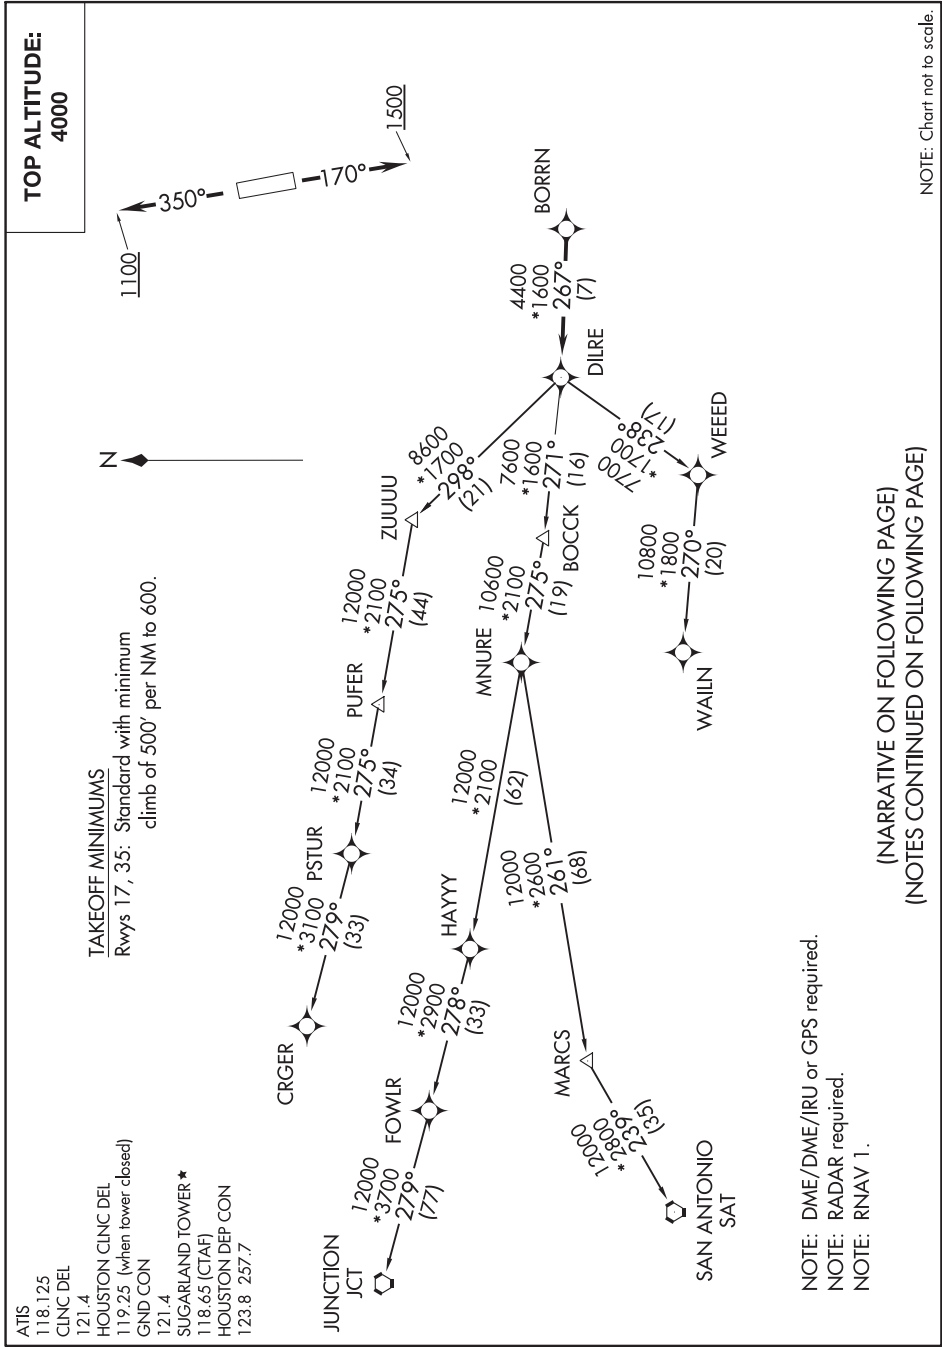 ATIS
118.125
CLNC DEL
121.4
HOUSTON CLNC DEL
119.25 (when tower closed)
GND CON
121.4
SUGARLAND TOWER★
118.65 (CTAF)
HOUSTON DEP CON
123.8 257.7
TAKEOFF MINIMUMS
Rwys 17, 35: Standard with minimum
climb of 500' per NM to 600.
TOP ALTITUDE:
4000
N
1100
350°
170°
1500
CRGER
12000
*3100
279°
(33)
PSTUR
12000
*2100
275°
(34)
PUFER
12000
*2100
275°
(44)
ZUUUU
8600
*1700
298°
(21)
JUNCTION
JCT
12000
*3700
279°
(77)
FOWLR
12000
*2900
278°
(33)
HAYYY
12000
*2100
(62)
MNURE
10600
*2100
275°
(19)
BOCCK
7600
*1600
271°
(16)
DILRE
4400
*1600
267°
(7)
BORRN
SAN ANTONIO
SAT
12000
*2800
239°
(35)
MARCS
12000
*2600
261°
(68)
WAILN
10800
*1800
270°
(20)
WEEED
7700
*1700
238°
(17)
NOTE: DME/DME/IRU or GPS required.
NOTE: RADAR required.
NOTE: RNAV 1.
(NARRATIVE ON FOLLOWING PAGE)
(NOTES CONTINUED ON FOLLOWING PAGE)
NOTE: Chart not to scale.